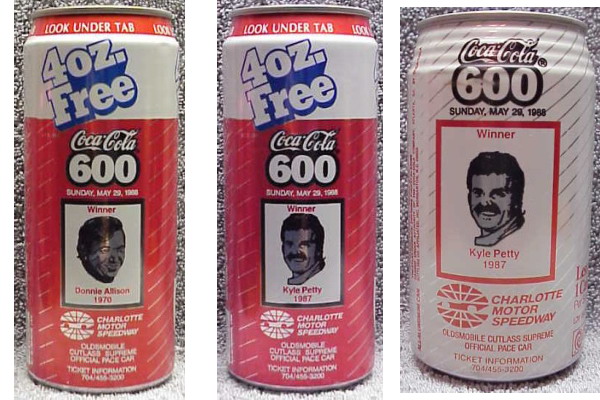 LOOK UNDER TAB LOO
4oz.
Free
Coca-Cola
600
SUNDAY, MAY 29, 1988
Winner
Donnie Allison
1970
CHARLOTTE
MOTOR
SPEEDWAY
OLDSMOBILE
CUTLASS SUPREME
OFFICIAL PACE CAR
TICKET INFORMATION
704/455-3200
LOOK UNDER TAB LOO
4oz.
Free
Coca-Cola
600
SUNDAY, MAY 29, 1988
Winner
Kyle Petty
1987
CHARLOTTE
MOTOR
SPEEDWAY
OLDSMOBILE
CUTLASS SUPREME
OFFICIAL PACE CAR
TICKET INFORMATION
704/455-3200
Coca-Cola®
600
SUNDAY, MAY 29, 1988
Winner
Kyle Petty
1987
CHARLOTTE
MOTOR
SPEEDWAY
OLDSMOBILE CUTLASS SUPREME
OFFICIAL PACE CAR
TICKET INFORMATION
704/455-3200